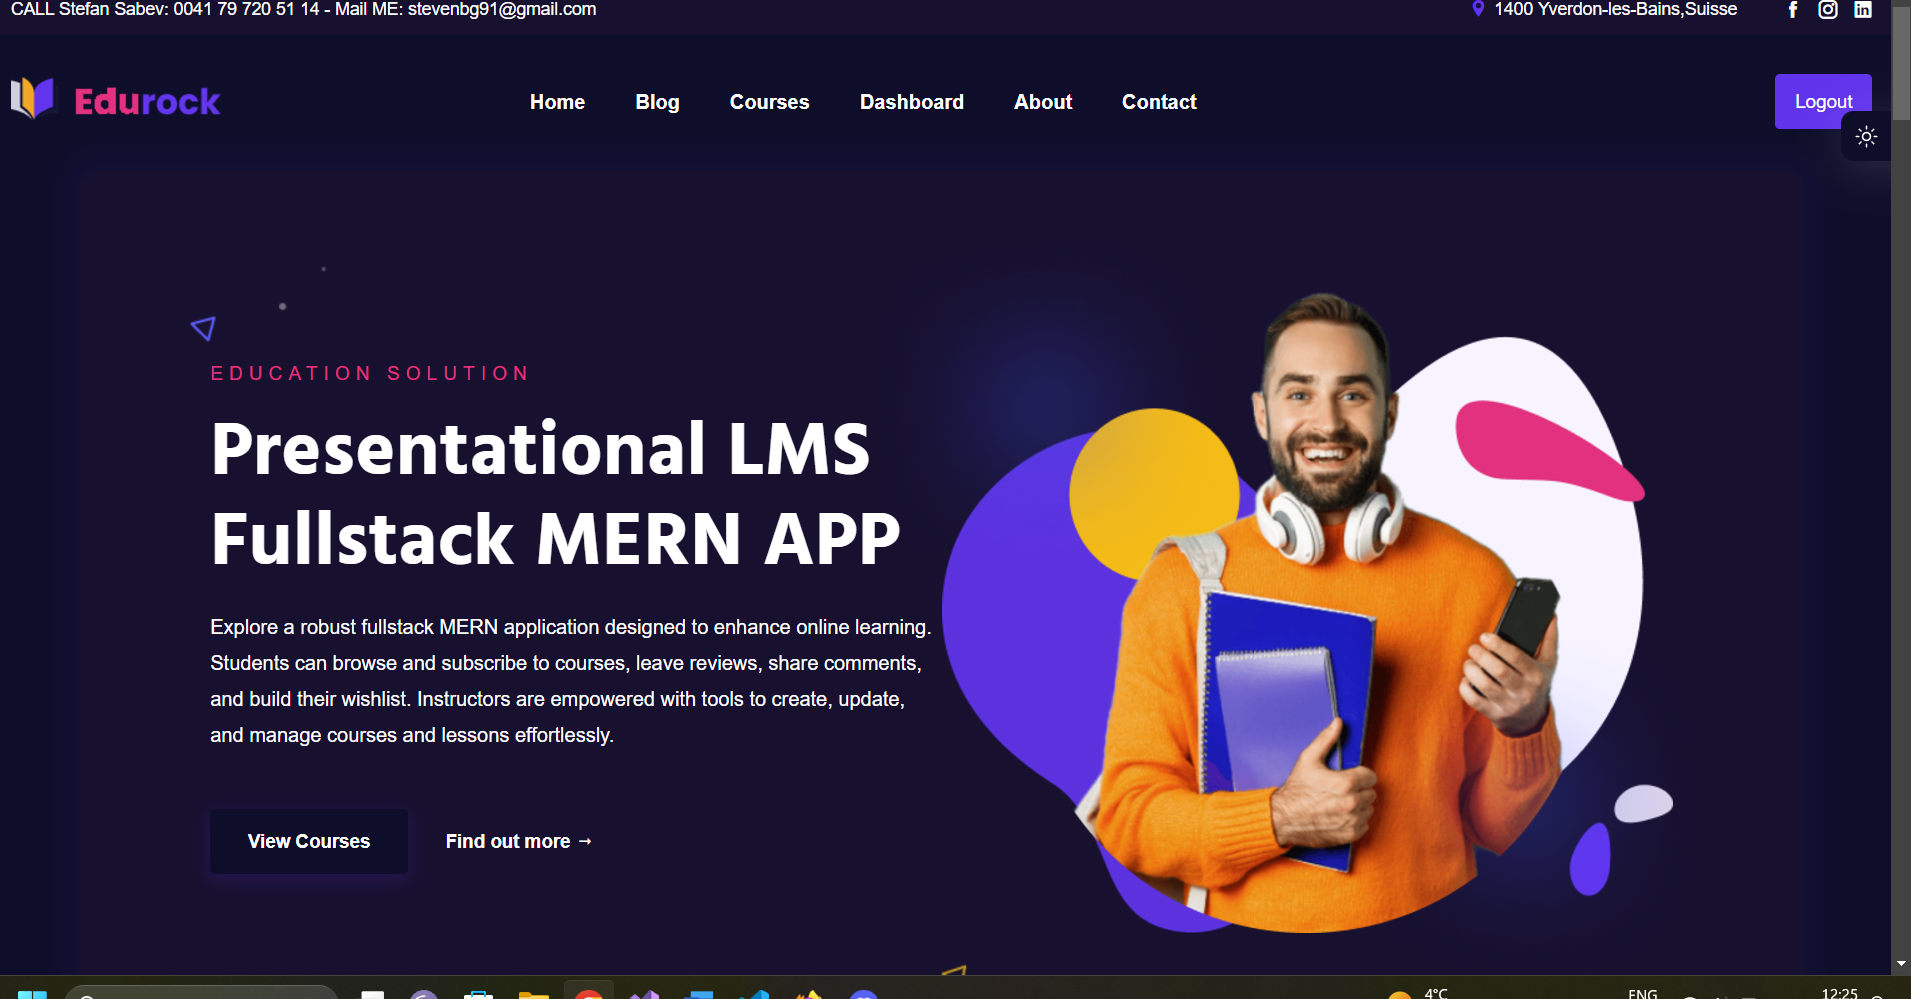 CALL Stefan Sabev: 0041 79 720 51 14 - Mail ME: stevenbg91@gmail.com
1400 Yverdon-les-Bains,Suisse
Edurock
Home
Blog
Courses
Dashboard
About
Contact
Logout
EDUCATION SOLUTION
Presentational LMS
Fullstack MERN APP
Explore a robust fullstack MERN application designed to enhance online learning.
Students can browse and subscribe to courses, leave reviews, share comments,
and build their wishlist. Instructors are empowered with tools to create, update,
and manage courses and lessons effortlessly.
View Courses
Find out more →
4°C
ENG
12:25